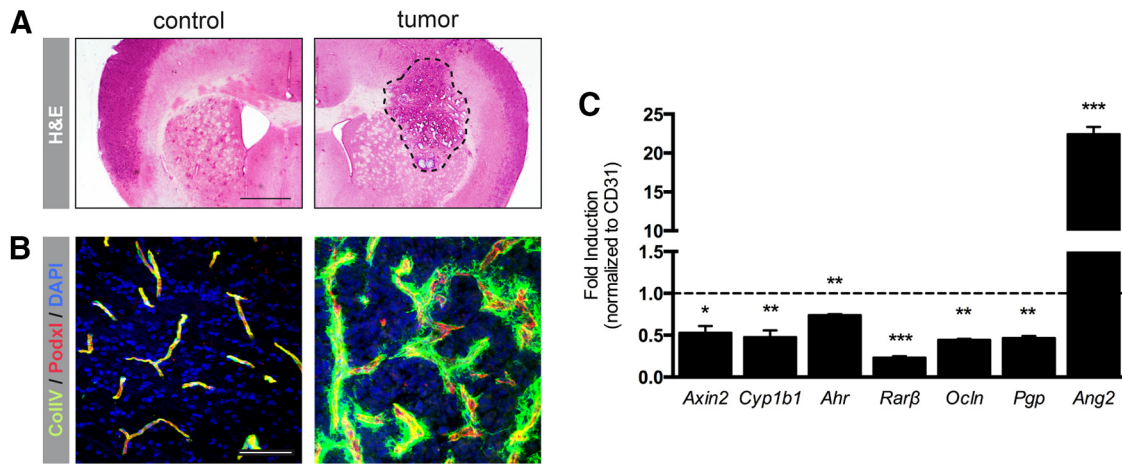 A
control
tumor
H&E
B
CollV / Podxl / DAPI
C
Fold Induction
(normalized to CD31)
25
20
15
10
1.5
1.0
0.5
0.0
*
**
**
***
**
**
***
Axin2 Cyp1b1 Ahr Rarβ Ocln Pgp Ang2